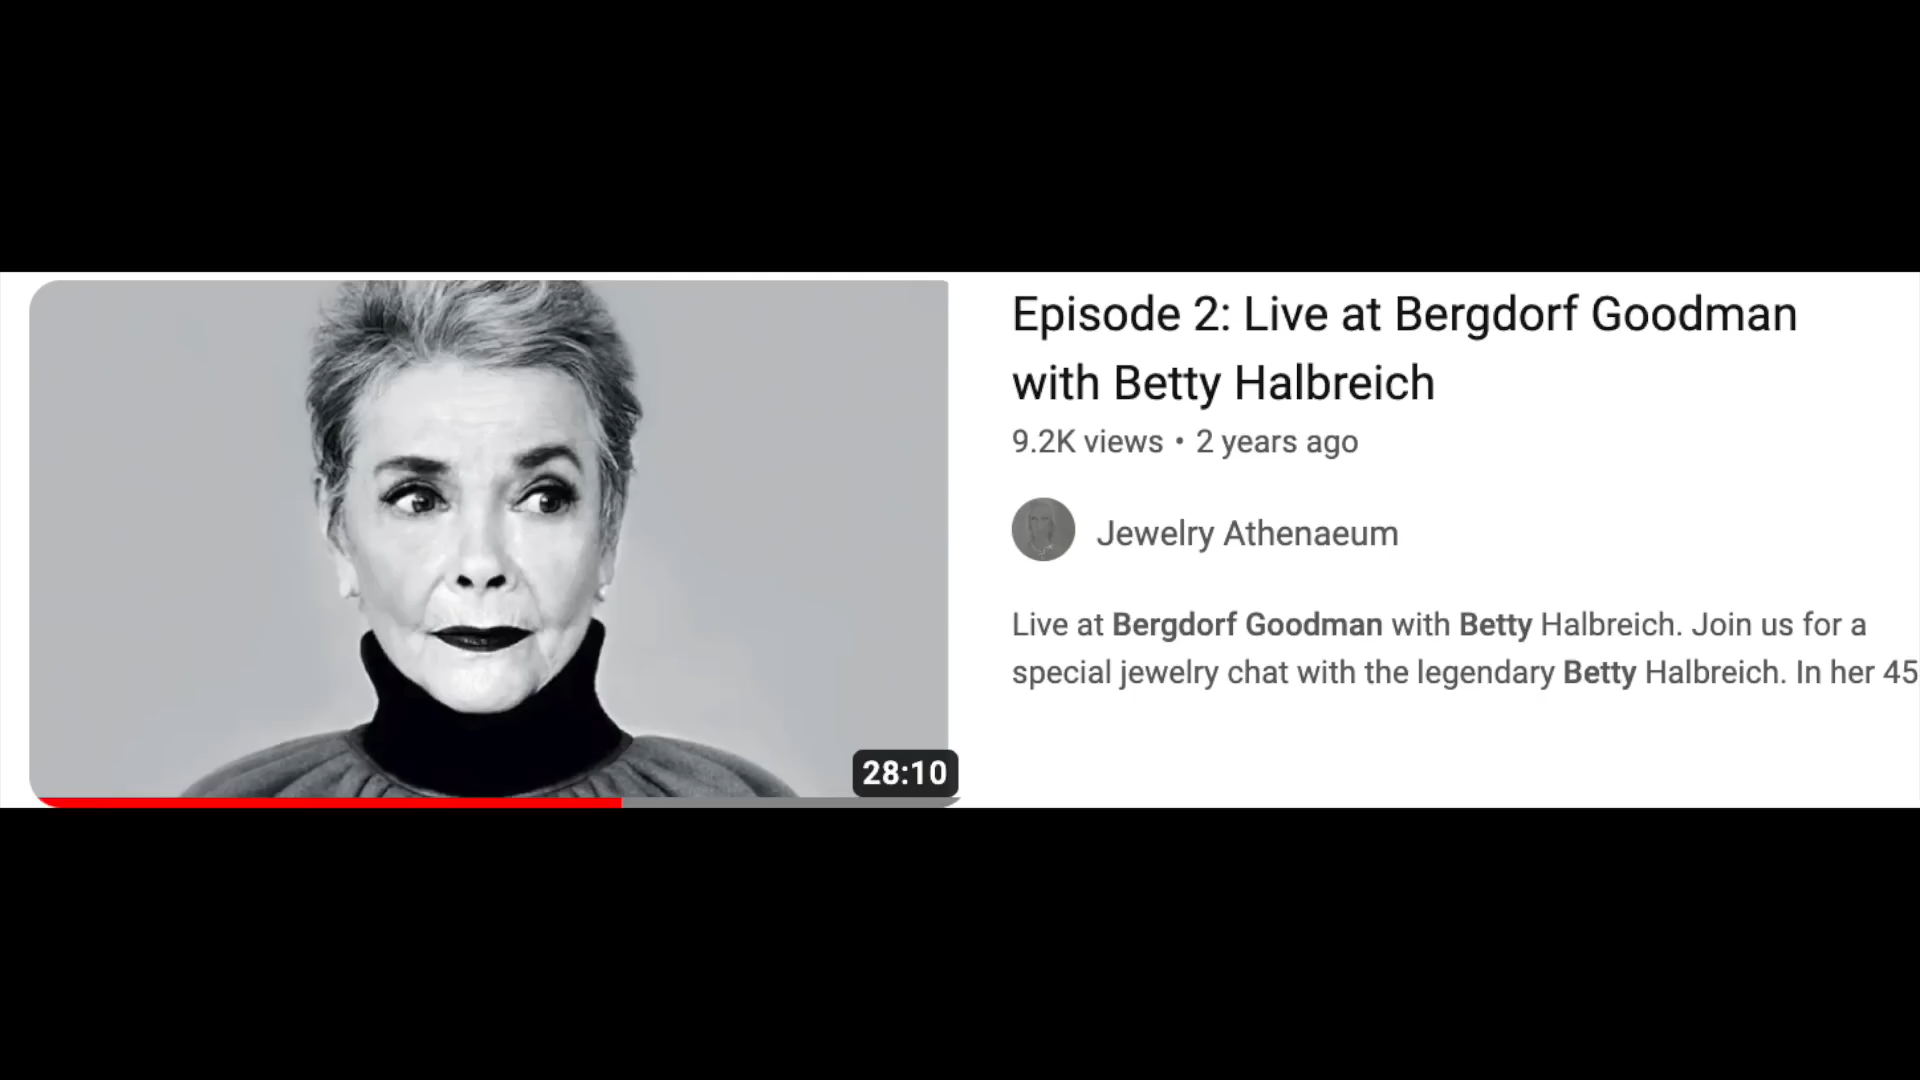 Episode 2: Live at Bergdorf Goodman
with Betty Halbreich
9.2K views • 2 years ago
Jewelry Athenaeum
Live at Bergdorf Goodman with Betty Halbreich. Join us for a
special jewelry chat with the legendary Betty Halbreich. In her 45
28:10